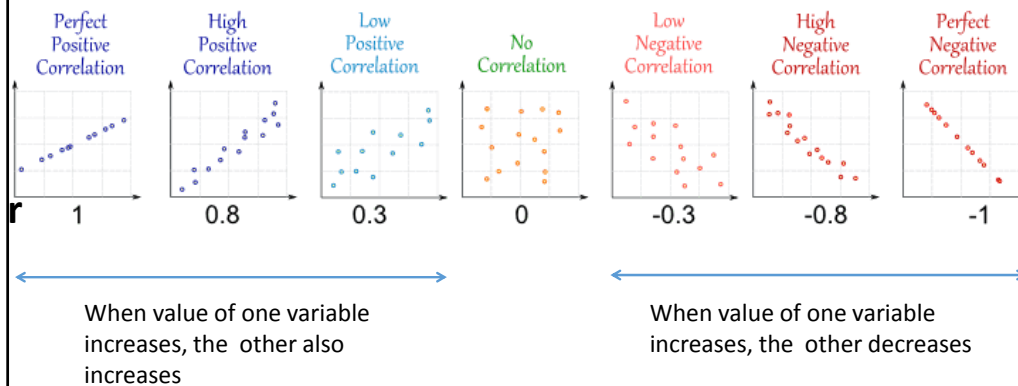 Perfect
Positive
Correlation
High
Positive
Correlation
Low
Positive
Correlation
No
Correlation
Low
Negative
Correlation
High
Negative
Correlation
Perfect
Negative
Correlation
r
1
0.8
0.3
0
-0.3
-0.8
-1
When value of one variable
increases, the other also
increases
When value of one variable
increases, the other decreases